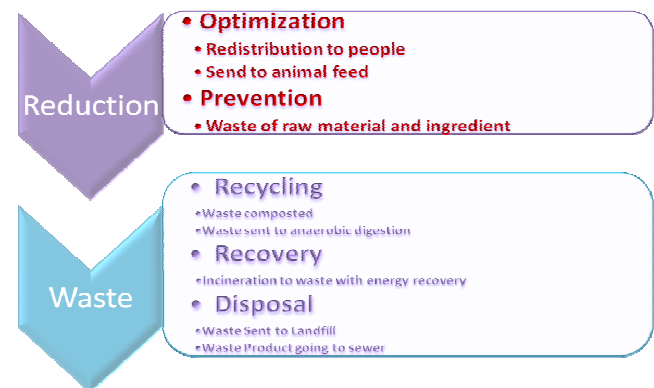 Reduction
• Optimization
• Redistribution to people
• Send to animal feed
• Prevention
• Waste of raw material and ingredient
Waste
• Recycling
•Waste composted
•Waste sent to anaerobic digestion
• Recovery
•Incineration to waste with energy recovery
• Disposal
•Waste Sent to Landfill
•Waste Product going to sewer